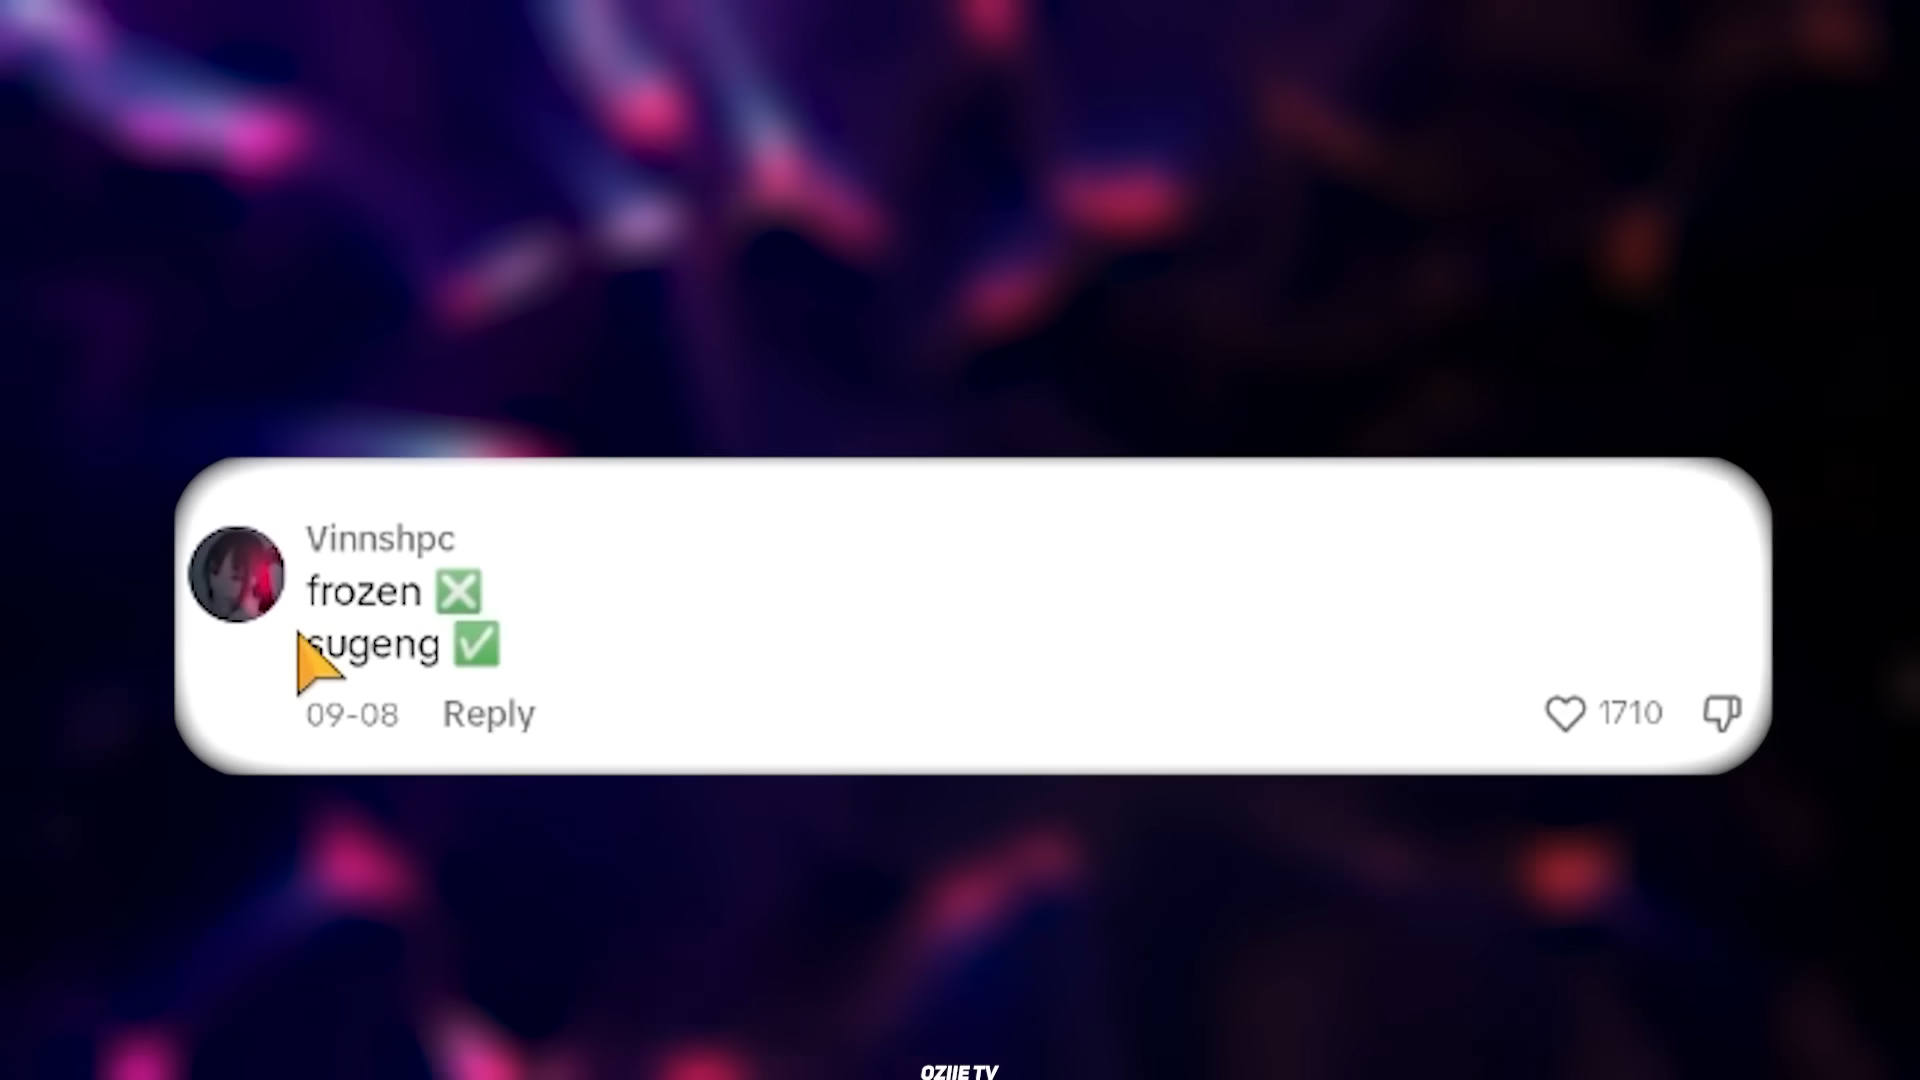 Vinnshpc
frozen ❎
sugeng ✅
09-08 Reply 1710
OZIIE TV